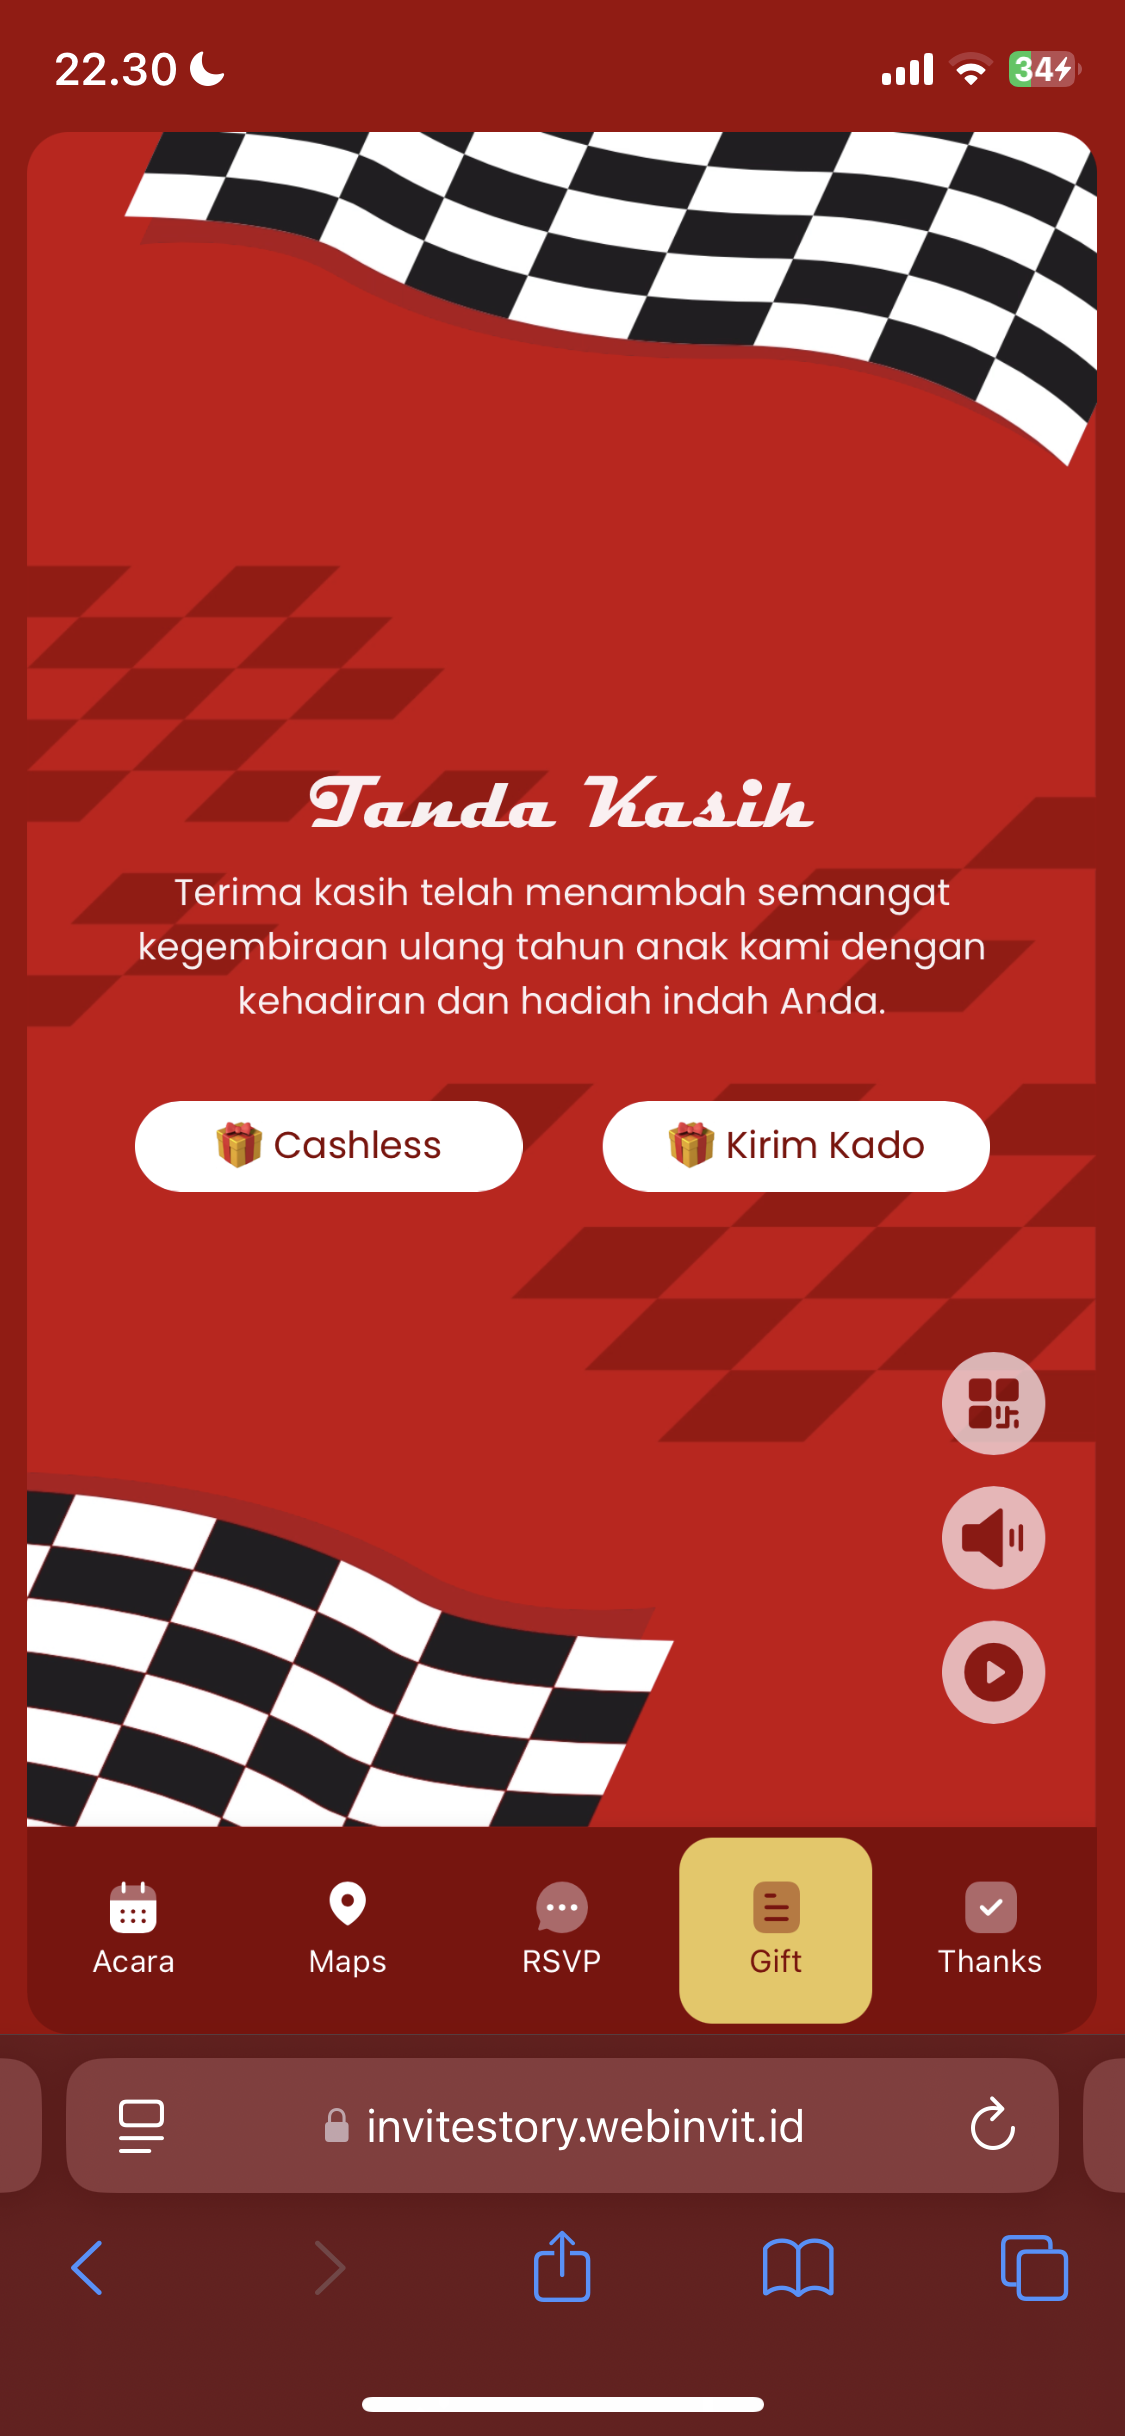 22.30
34
Tanda Kasih
Terima kasih telah menambah semangat
kegembiraan ulang tahun anak kami dengan
kehadiran dan hadiah indah Anda.
🎁 Cashless
🎁 Kirim Kado
Acara
Maps
RSVP
Gift
Thanks
invitestory.webinvit.id